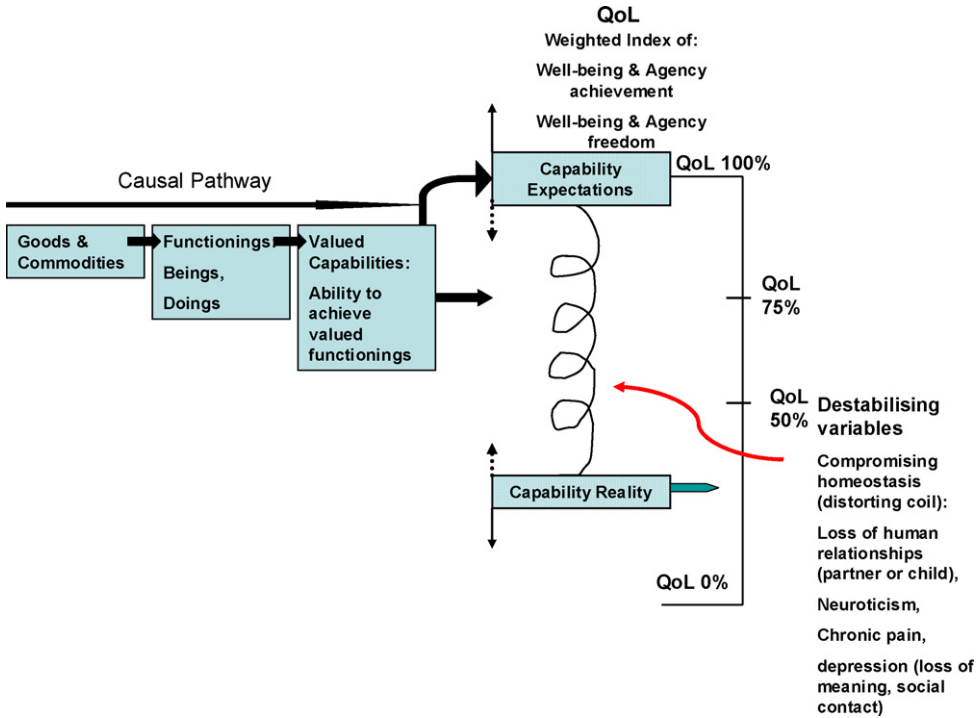 QoL
Weighted Index of:
Well-being & Agency
achievement
Well-being & Agency
freedom
Causal Pathway
Goods &
Commodities
Functionings,
Beings,
Doings
Valued
Capabilities:
Ability to
achieve
valued
functionings
Capability
Expectations
QoL 100%
QoL
75%
QoL
50%
Capability Reality
QoL 0%
Destabilising
variables
Compromising
homeostasis
(distorting coil):
Loss of human
relationships
(partner or child),
Neuroticism,
Chronic pain,
depression (loss of
meaning, social
contact)